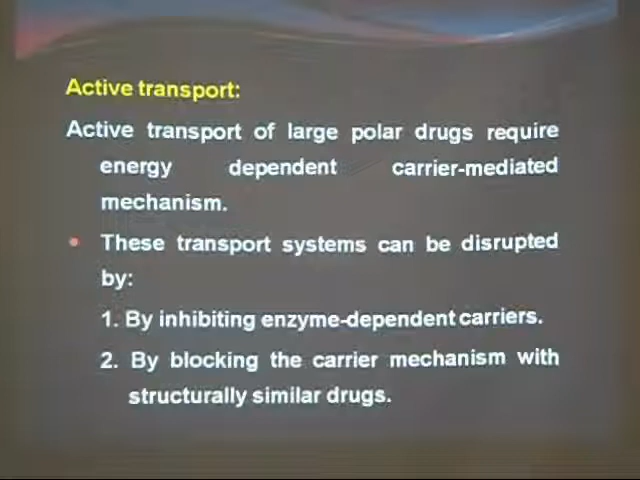 Active transport:
Active transport of large polar drugs require
energy dependent carrier-mediated
mechanism.
• These transport systems can be disrupted
by:
1. By inhibiting enzyme-dependent carriers.
2. By blocking the carrier mechanism with
structurally similar drugs.